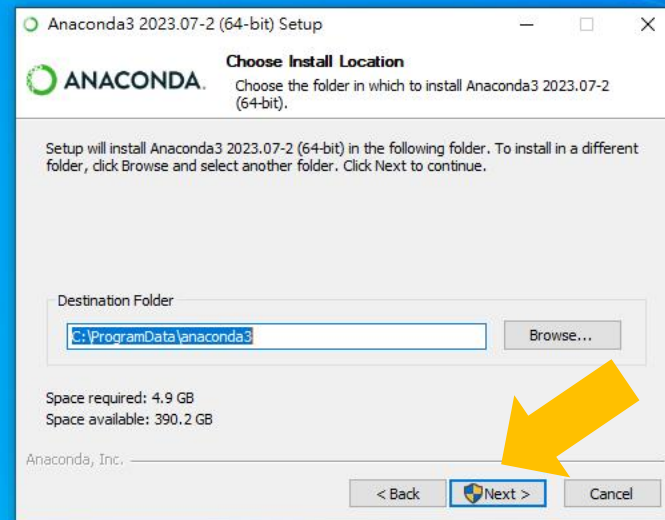 Anaconda3 2023.07-2 (64-bit) Setup
ANACONDA.
Choose Install Location
Choose the folder in which to install Anaconda3 2023.07-2
(64-bit).
Setup will install Anaconda3 2023.07-2 (64-bit) in the following folder. To install in a different
folder, click Browse and select another folder. Click Next to continue.
Destination Folder
C:\ProgramData\anaconda3
Browse...
Space required: 4.9 GB
Space available: 390.2 GB
Anaconda, Inc.
< Back
Next >
Cancel